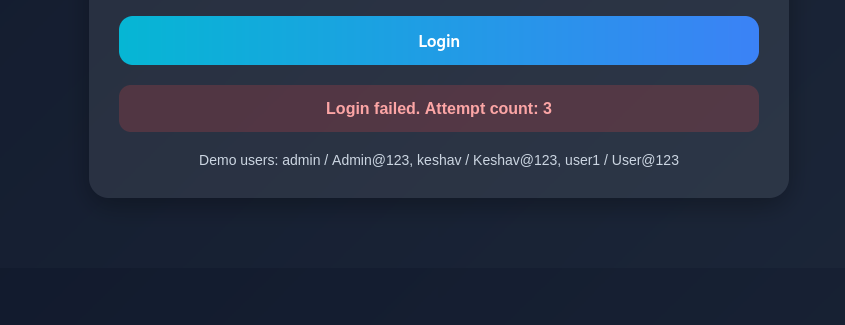 Login
Login failed. Attempt count: 3
Demo users: admin / Admin@123, keshav / Keshav@123, user1 / User@123